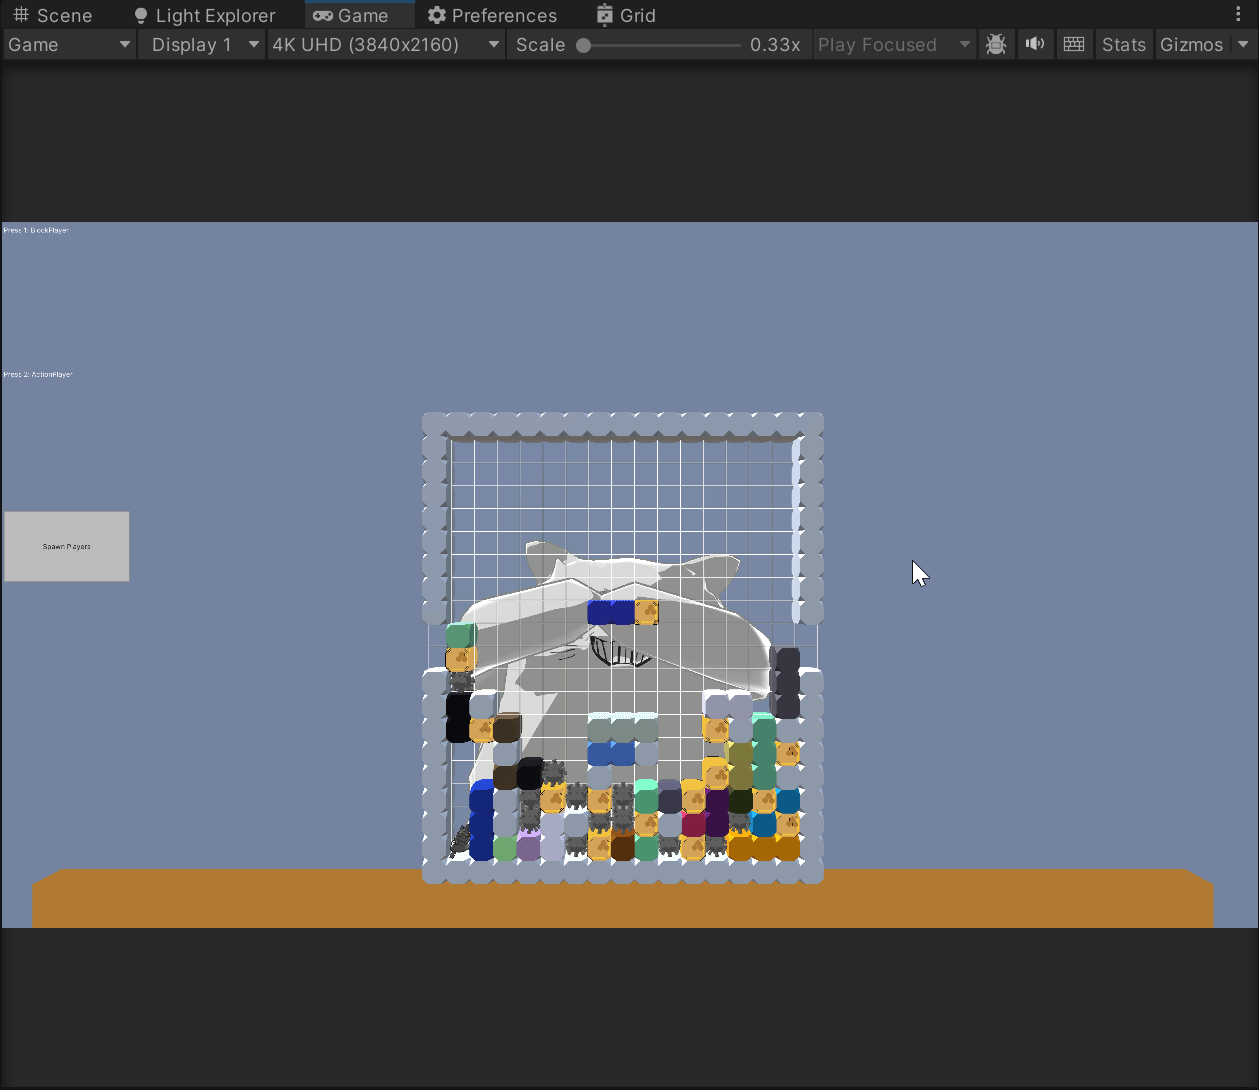 Scene Light Explorer Game Preferences Grid
Game Display 1 4K UHD (3840x2160) Scale 0.33x Play Focused Stats Gizmos
Press 1: BlockPlayer
Press 2: ActionPlayer
Spawn Players